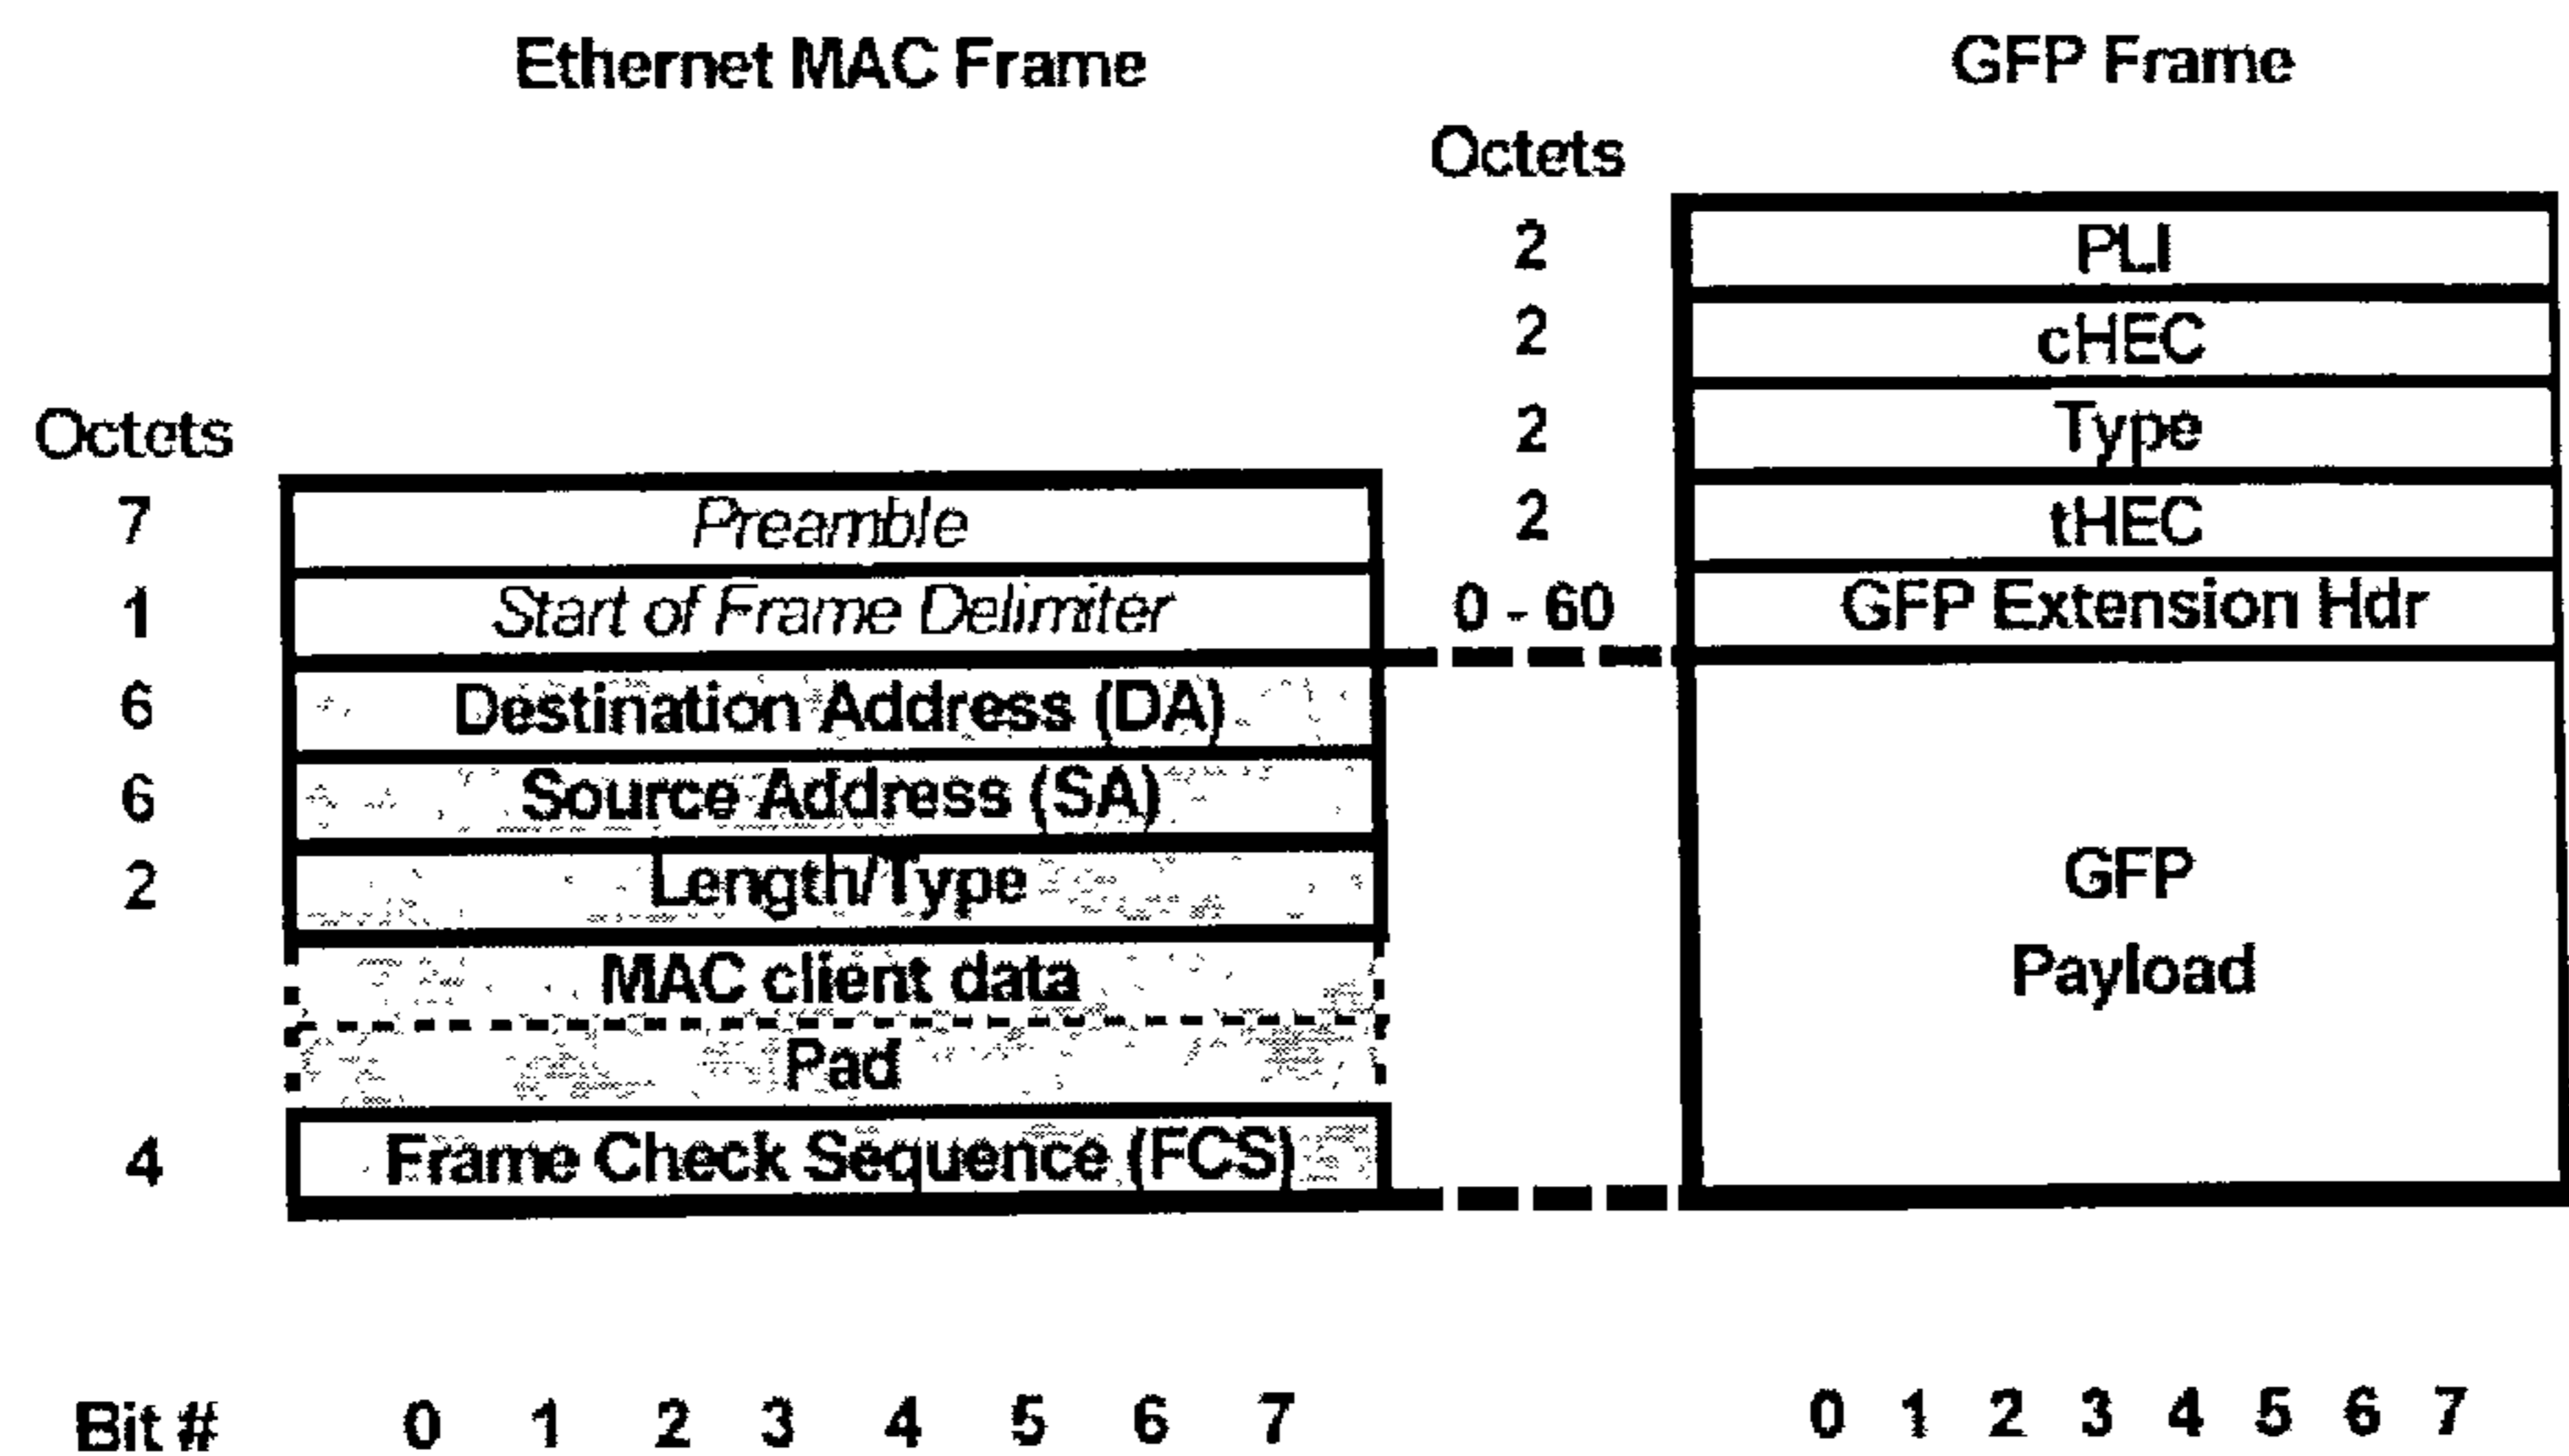 Ethernet MAC Frame
GFP Frame
Octets
2 PLI
2 cHEC
2 Type
2 tHEC
0 - 60 GFP Extension Hdr
GFP
Payload
Octets
7 Preamble
1 Start of Frame Delimiter
6 Destination Address (DA)
6 Source Address (SA)
2 Length/Type
MAC client data
Pad
4 Frame Check Sequence (FCS)
Bit # 0 1 2 3 4 5 6 7
0 1 2 3 4 5 6 7